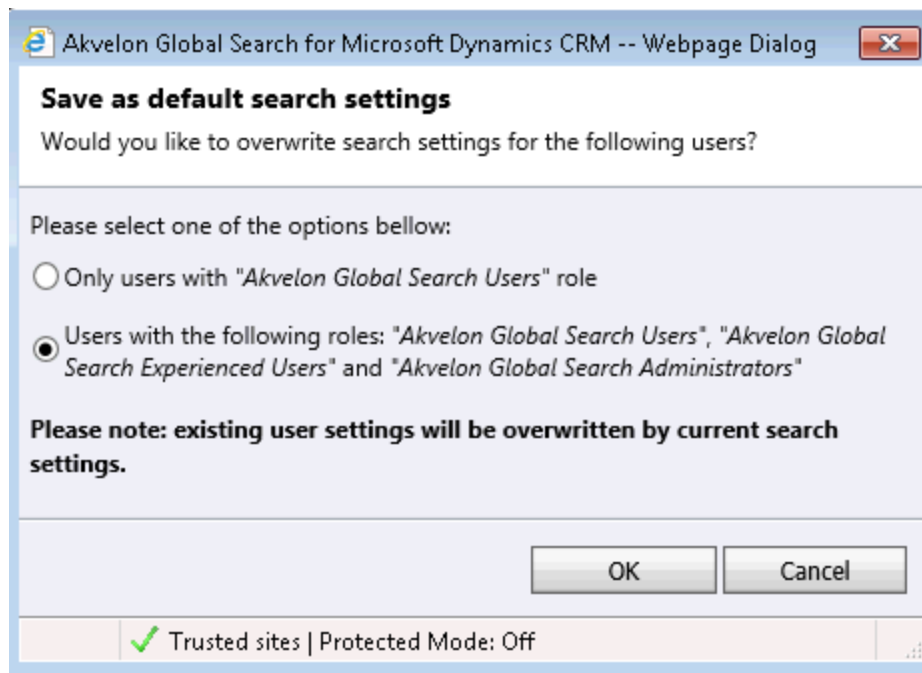 Akvelon Global Search for Microsoft Dynamics CRM -- Webpage Dialog
Save as default search settings
Would you like to overwrite search settings for the following users?
Please select one of the options bellow:
Only users with "Akvelon Global Search Users" role
Users with the following roles: "Akvelon Global Search Users", "Akvelon Global
Search Experienced Users" and "Akvelon Global Search Administrators"
Please note: existing user settings will be overwritten by current search
settings.
OK
Cancel
Trusted sites | Protected Mode: Off